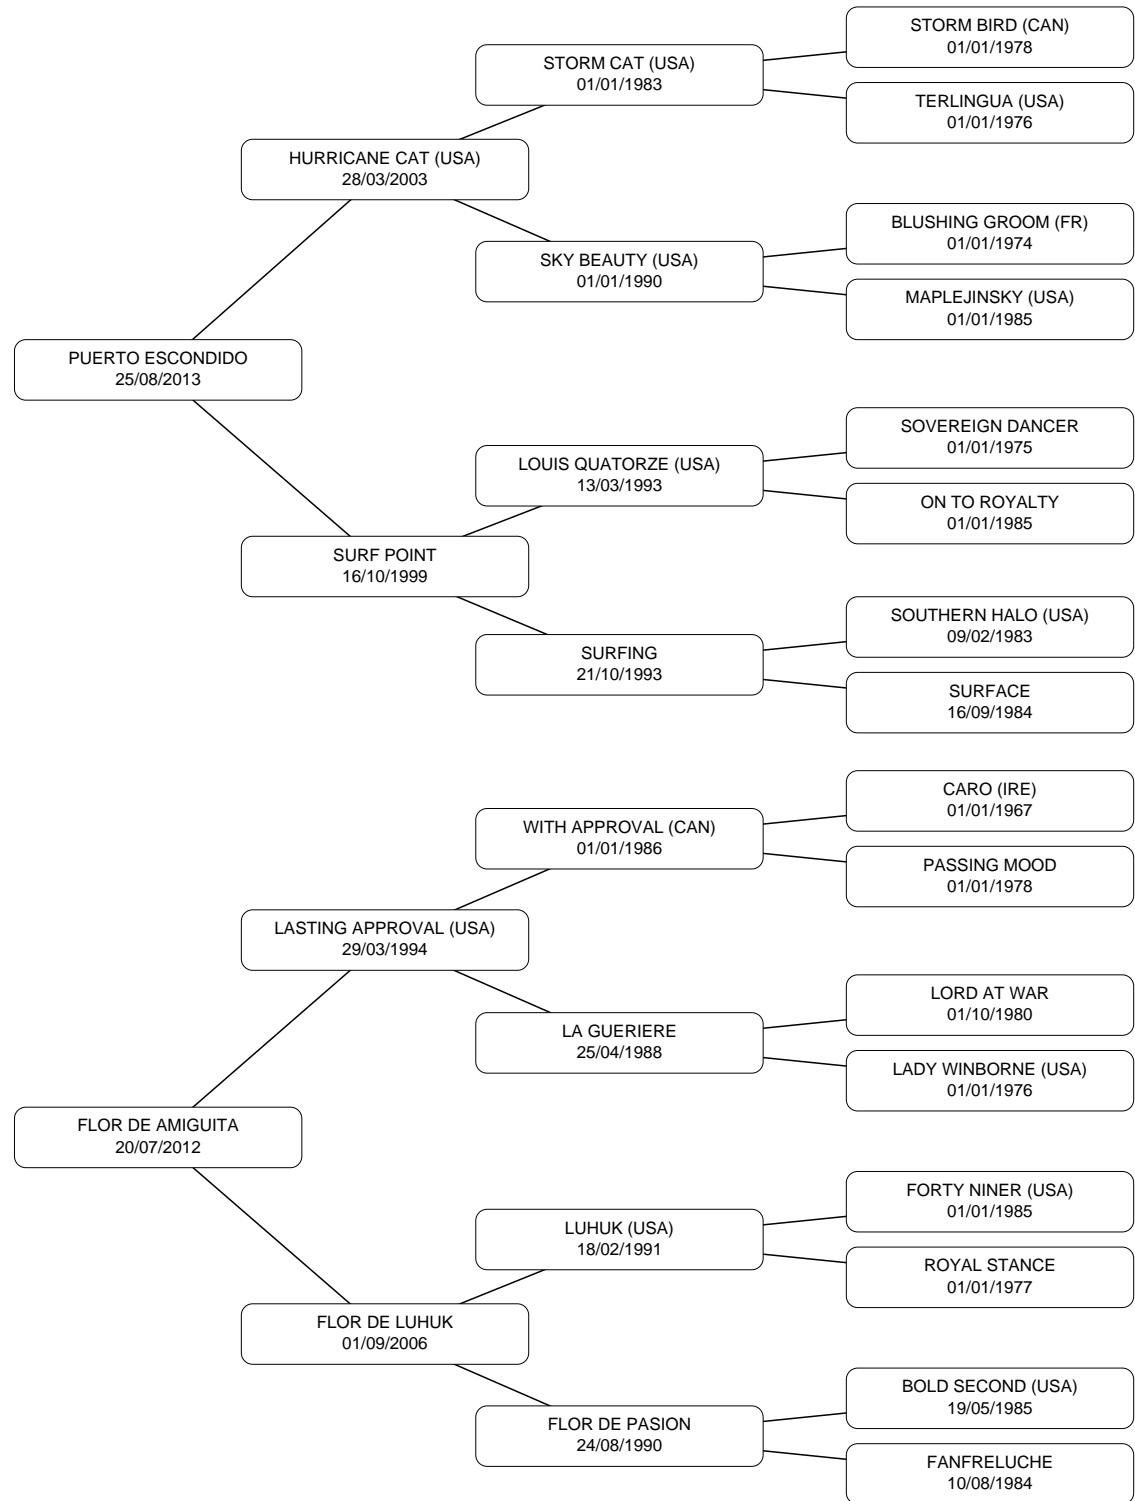 STORM BIRD (CAN)
01/01/1978
STORM CAT (USA)
01/01/1983
TERLINGUA (USA)
01/01/1976
HURRICANE CAT (USA)
28/03/2003
BLUSHING GROOM (FR)
01/01/1974
SKY BEAUTY (USA)
01/01/1990
MAPLEJINSKY (USA)
01/01/1985
PUERTO ESCONDIDO
25/08/2013
SOVEREIGN DANCER
01/01/1975
LOUIS QUATORZE (USA)
13/03/1993
ON TO ROYALTY
01/01/1985
SURF POINT
16/10/1999
SOUTHERN HALO (USA)
09/02/1983
SURFING
21/10/1993
SURFACE
16/09/1984
CARO (IRE)
01/01/1967
WITH APPROVAL (CAN)
01/01/1986
PASSING MOOD
01/01/1978
LASTING APPROVAL (USA)
29/03/1994
LORD AT WAR
01/10/1980
LA GUERIERE
25/04/1988
LADY WINBORNE (USA)
01/01/1976
FLOR DE AMIGUITA
20/07/2012
FORTY NINER (USA)
01/01/1985
LUHUK (USA)
18/02/1991
ROYAL STANCE
01/01/1977
FLOR DE LUHUK
01/09/2006
BOLD SECOND (USA)
19/05/1985
FLOR DE PASION
24/08/1990
FANFRELUCHE
10/08/1984